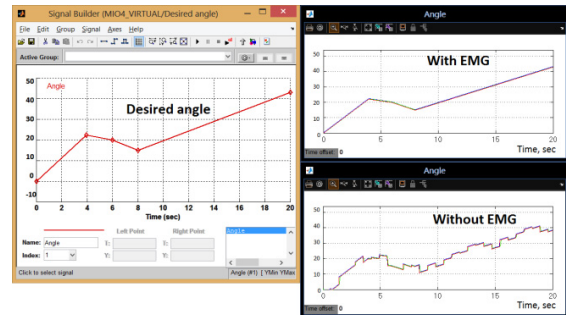 Signal Builder (MIO4_VIRTUAL/Desired angle)
File Edit Group Signal Axes Help
Active Group:
50
Angle
40
Desired angle
30
20
10
0
-10
0 2 4 6 8 10 12 14 16 18 20
Time (sec)
Left Point Right Point
Name: Angle T: T:
Index: 1 Y: Y:
Angle
Click to select signal
Angle (#1) [ YMin YMax
Angle
With EMG
50
40
30
20
10
0
0 5 10 15 20
Time offset: 0
Time, sec
Angle
Without EMG
50
40
30
20
10
0
0 5 10 15 20
Time offset: 0
Time, sec